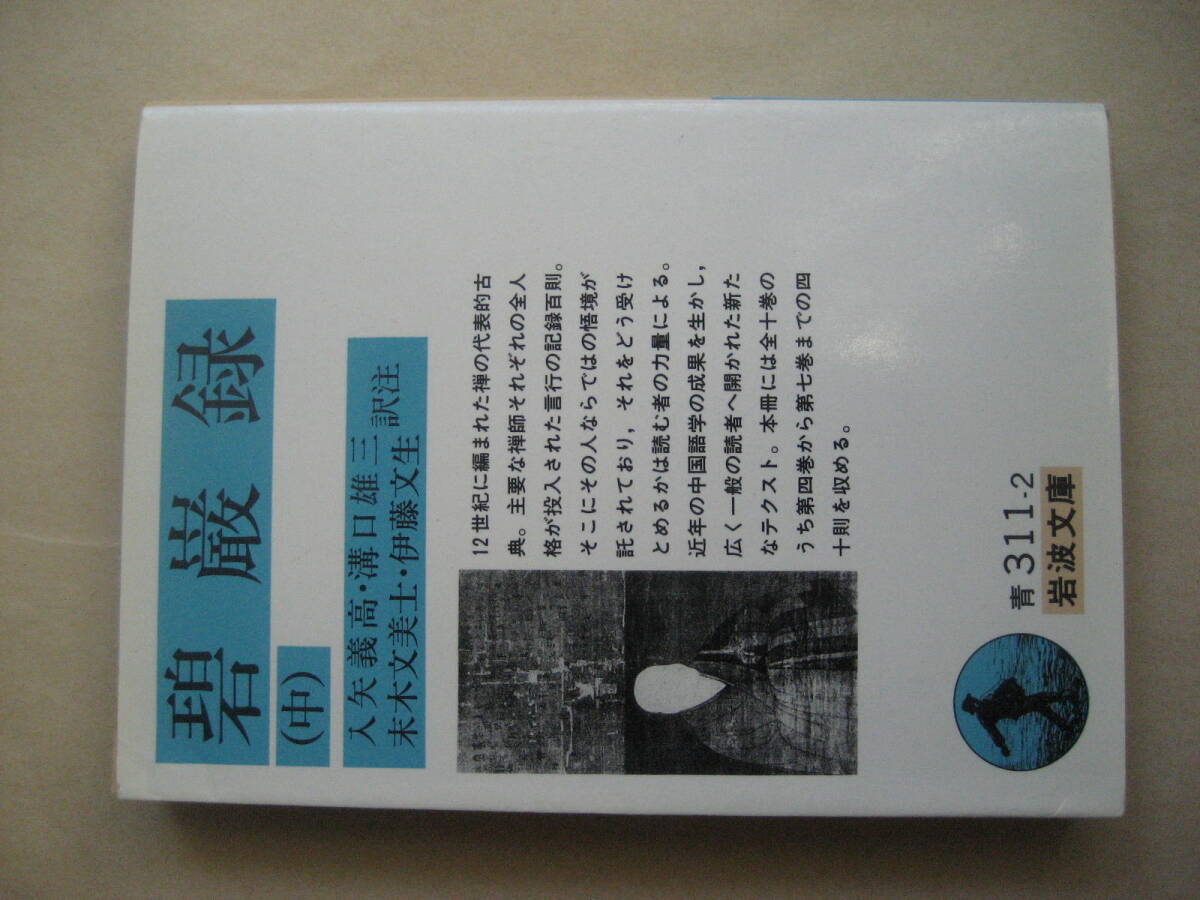 碧巌録
(中)
入矢義高・溝口雄三
末木文美士・伊藤文生
訳注
12世紀に編まれた禅の代表的古
典。主要な禅師それぞれの全人
格が投入された言行の記録百則。
そこにその人ならではの悟境が
託されており，それをどう受け
とめるかは読む者の力量による。
近年の中国語学の成果を生かし，
広く一般の読者へ開かれた新た
なテクスト。本冊には全十巻の
うち第四巻から第七巻までの四
十則を収める。
青311-2
岩波文庫